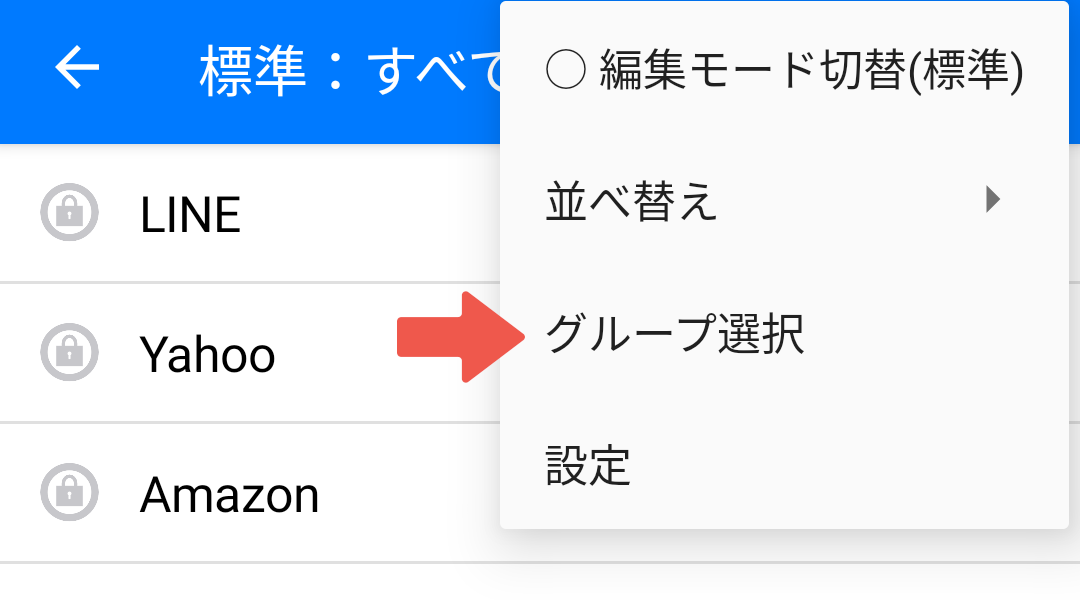 標準：すべて
○ 編集モード切替(標準)
並べ替え
グループ選択
設定
LINE
Yahoo
Amazon